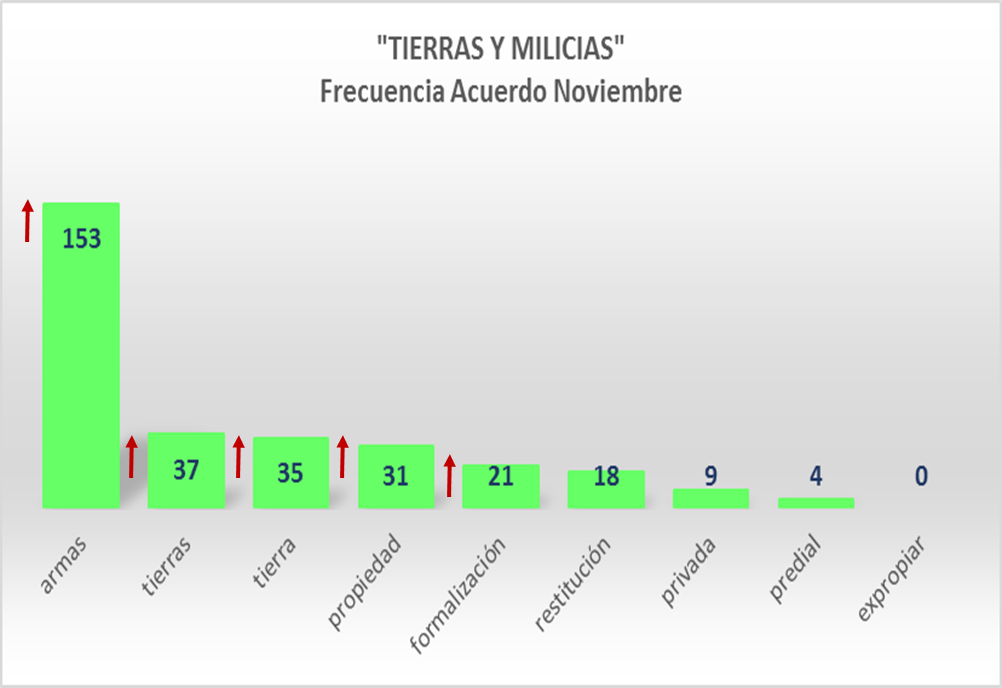 "TIERRAS Y MILICIAS"
Frecuencia Acuerdo Noviembre
153
37
35
31
21
18
9
4
0
armas
tierras
tierra
propiedad
formalización
restitución
privada
predial
expropiar